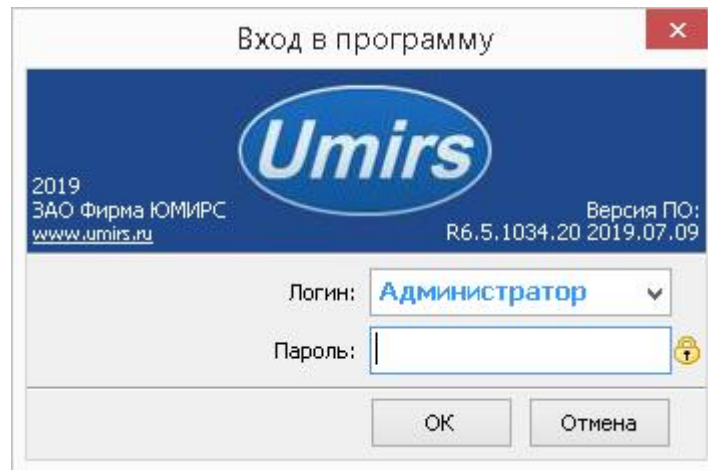 Вход в программу
Umirs
2019
ЗАО Фирма ЮМИРС
www.umirs.ru
Версия ПО:
R6.5.1034.20 2019.07.09
Логин: Администратор
Пароль:
ОК Отмена